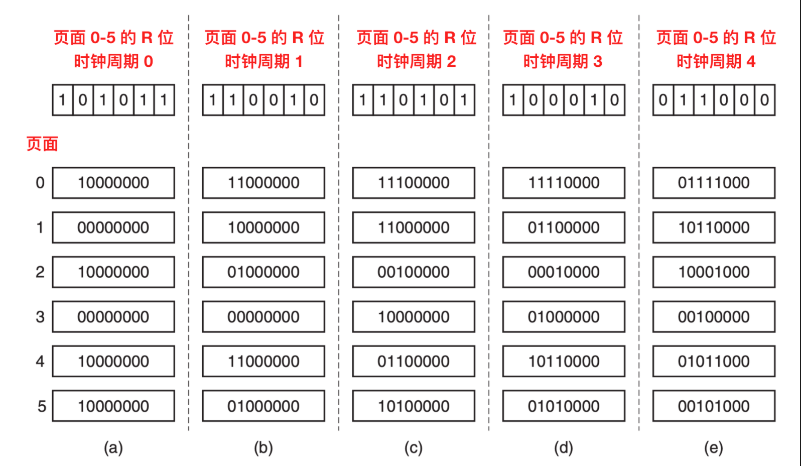 页面 0-5 的 R 位 页面 0-5 的 R 位 页面 0-5 的 R 位 页面 0-5 的 R 位 页面 0-5 的 R 位
时钟周期 0 时钟周期 1 时钟周期 2 时钟周期 3 时钟周期 4
1 0 1 0 1 1 1 1 0 0 1 0 1 1 0 1 0 1 1 0 0 0 1 0 0 1 1 0 0 0
页面
0 10000000 11000000 11100000 11110000 01111000
1 00000000 10000000 11000000 01100000 10110000
2 10000000 01000000 00100000 00010000 10001000
3 00000000 00000000 10000000 01000000 00100000
4 10000000 11000000 01100000 10110000 01011000
5 10000000 01000000 10100000 01010000 00101000
(a) (b) (c) (d) (e)